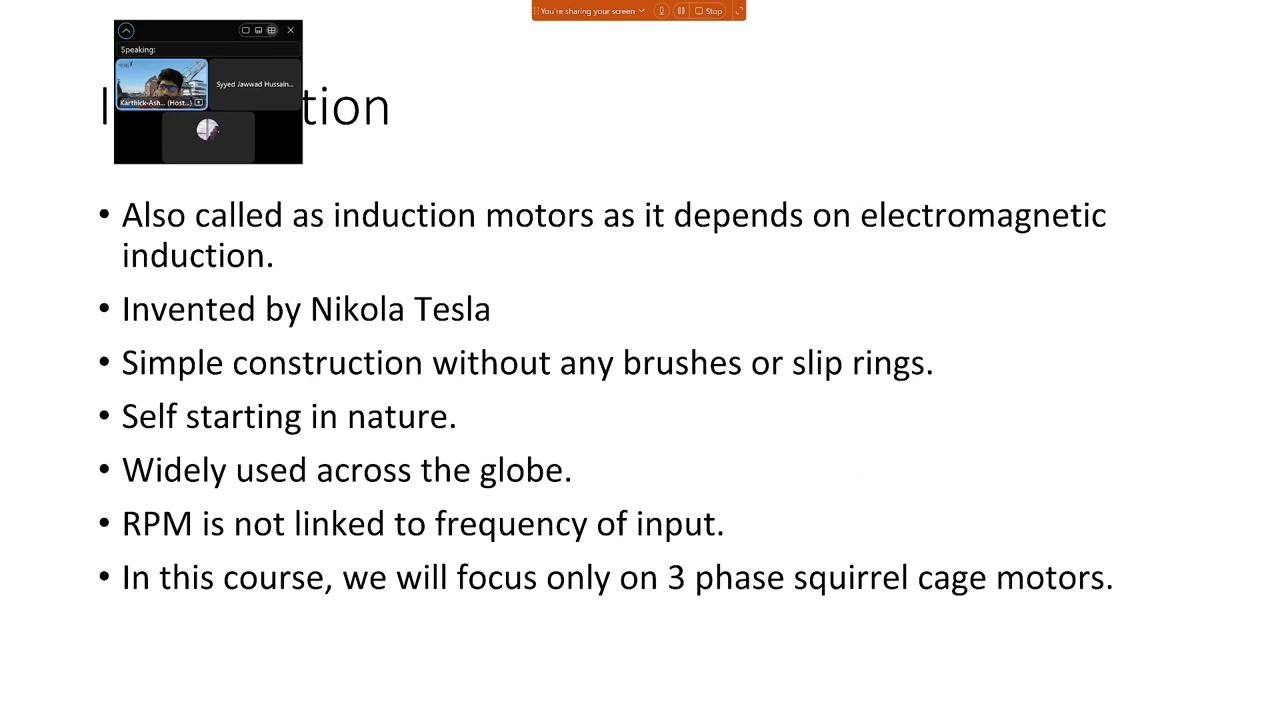 You're sharing your screen
Stop
Speaking:
Karthick-Ash... (Host...)
Syyed Jawwad Hussain...
I tion
• Also called as induction motors as it depends on electromagnetic
induction.
• Invented by Nikola Tesla
• Simple construction without any brushes or slip rings.
• Self starting in nature.
• Widely used across the globe.
• RPM is not linked to frequency of input.
• In this course, we will focus only on 3 phase squirrel cage motors.